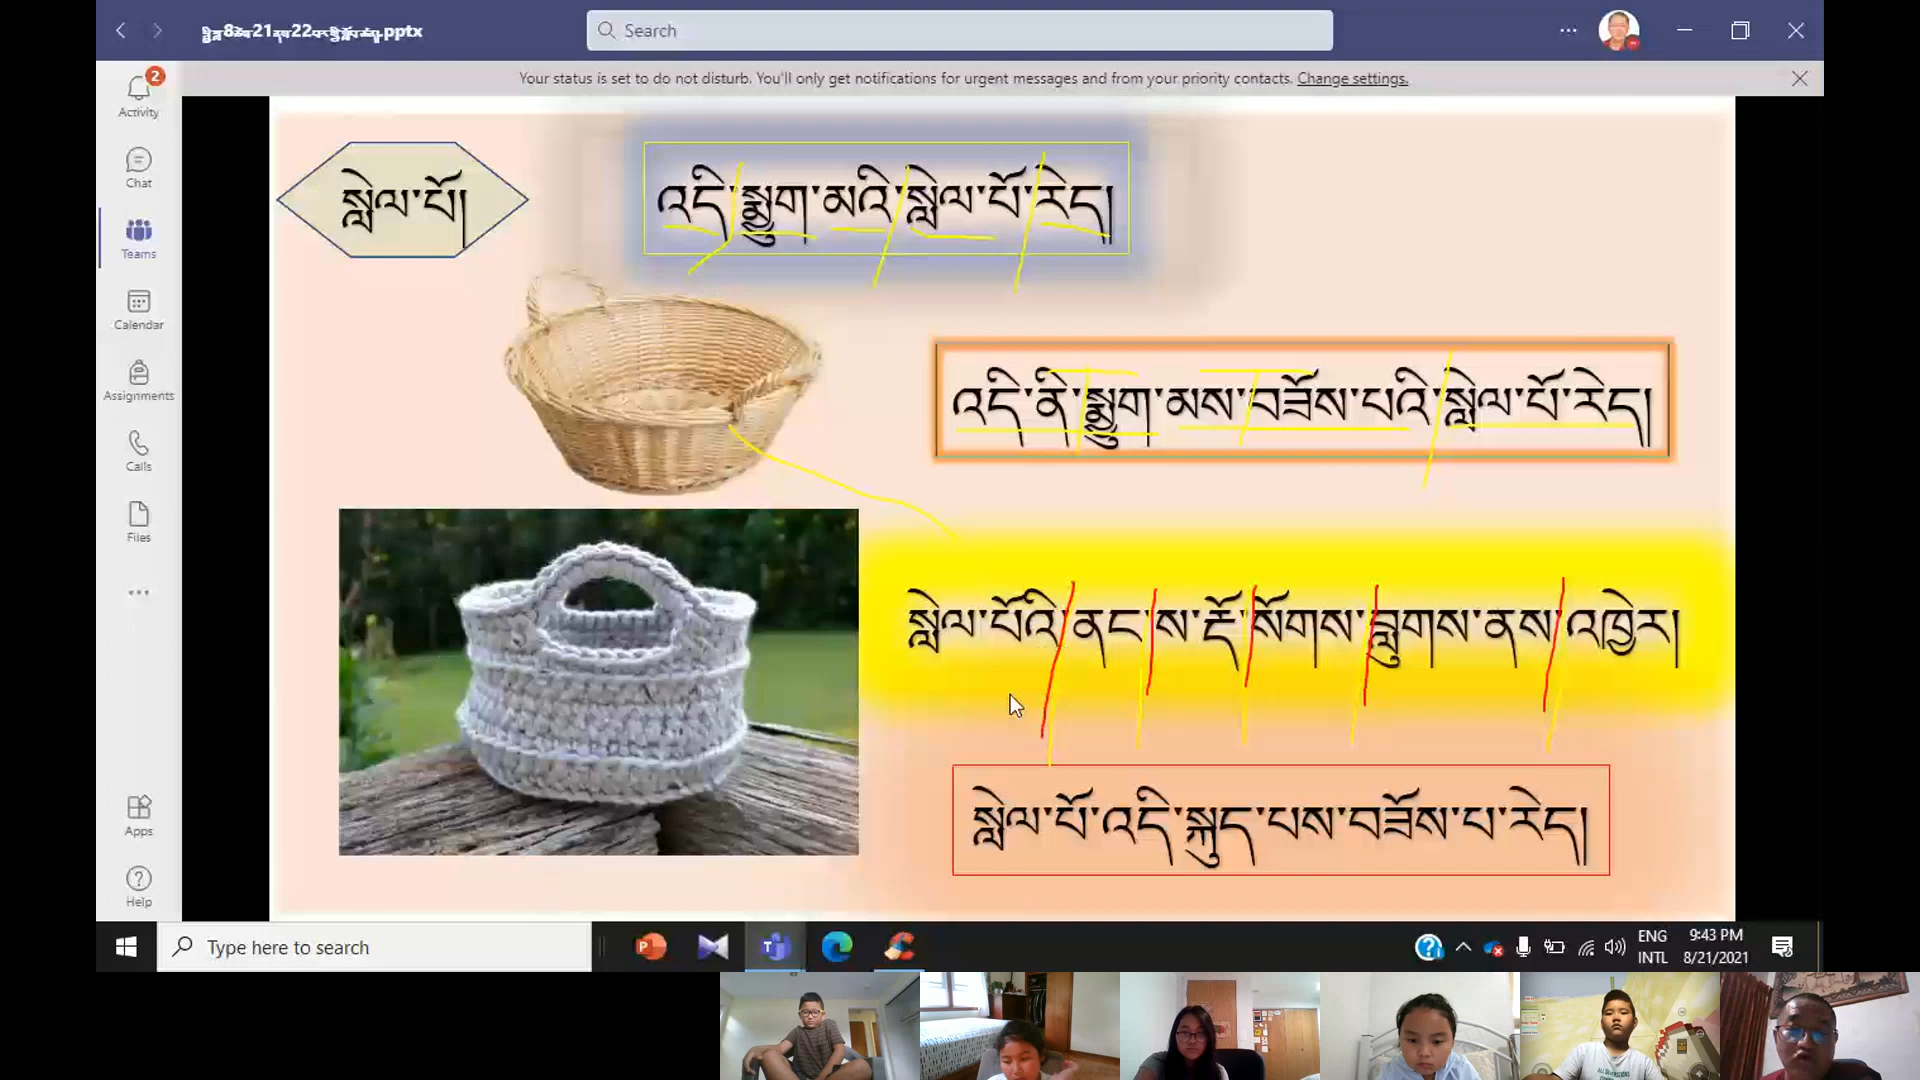 Search
Your status is set to do not disturb. You'll only get notifications for urgent messages and from your priority contacts. Change settings.
2
Activity
Chat
Teams
Calendar
Assignments
Calls
Files
Apps
Help
སླེལ་པོ།
འདི་སྨྱུག་མའི་སླེལ་པོ་རེད།
འདི་ནི་སྨྱུག་མས་བཟོས་པའི་སླེལ་པོ་རེད།
སླེལ་པོའི་ནང་ས་རྡོ་སོགས་བླུགས་ནས་འཁྱེར།
སླེལ་པོ་འདི་སྐུད་པས་བཟོས་པ་རེད།
Type here to search
ENG
INTL
9:43 PM
8/21/2021